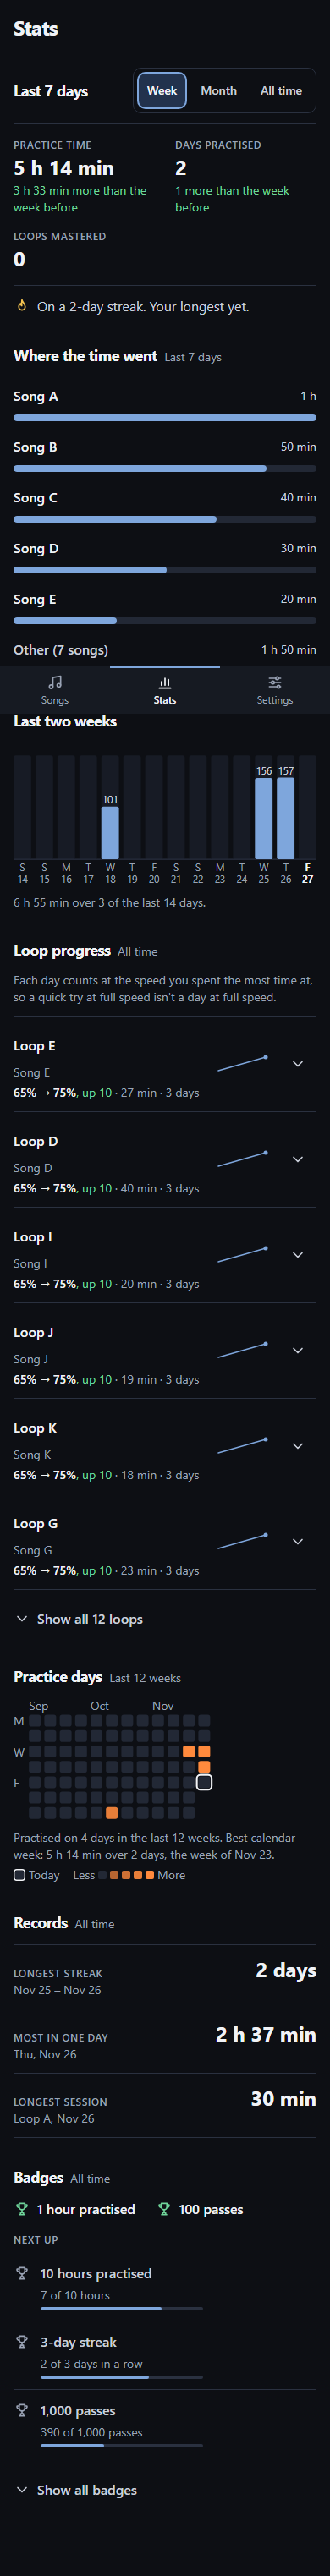 Stats
Last 7 days
Week Month All time
PRACTICE TIME
5 h 14 min
3 h 33 min more than the
week before
DAYS PRACTISED
2
1 more than the week
before
LOOPS MASTERED
0
On a 2-day streak. Your longest yet.
Where the time went Last 7 days
Song A 1 h
Song B 50 min
Song C 40 min
Song D 30 min
Song E 20 min
Other (7 songs) 1 h 50 min
Songs Stats Settings
Last two weeks
156 157
101
S S M T W T F S S M T W T F
14 15 16 17 18 19 20 21 22 23 24 25 26 27
6 h 55 min over 3 of the last 14 days.
Loop progress All time
Each day counts at the speed you spent the most time at,
so a quick try at full speed isn't a day at full speed.
Loop E
Song E
65% → 75%, up 10 · 27 min · 3 days
Loop D
Song D
65% → 75%, up 10 · 40 min · 3 days
Loop I
Song I
65% → 75%, up 10 · 20 min · 3 days
Loop J
Song J
65% → 75%, up 10 · 19 min · 3 days
Loop K
Song K
65% → 75%, up 10 · 18 min · 3 days
Loop G
Song G
65% → 75%, up 10 · 23 min · 3 days
Show all 12 loops
Practice days Last 12 weeks
Sep Oct Nov
M
W
F
Practised on 4 days in the last 12 weeks. Best calendar
week: 5 h 14 min over 2 days, the week of Nov 23.
Today Less More
Records All time
LONGEST STREAK 2 days
Nov 25 – Nov 26
MOST IN ONE DAY 2 h 37 min
Thu, Nov 26
LONGEST SESSION 30 min
Loop A, Nov 26
Badges All time
1 hour practised 100 passes
NEXT UP
10 hours practised
7 of 10 hours
3-day streak
2 of 3 days in a row
1,000 passes
390 of 1,000 passes
Show all badges